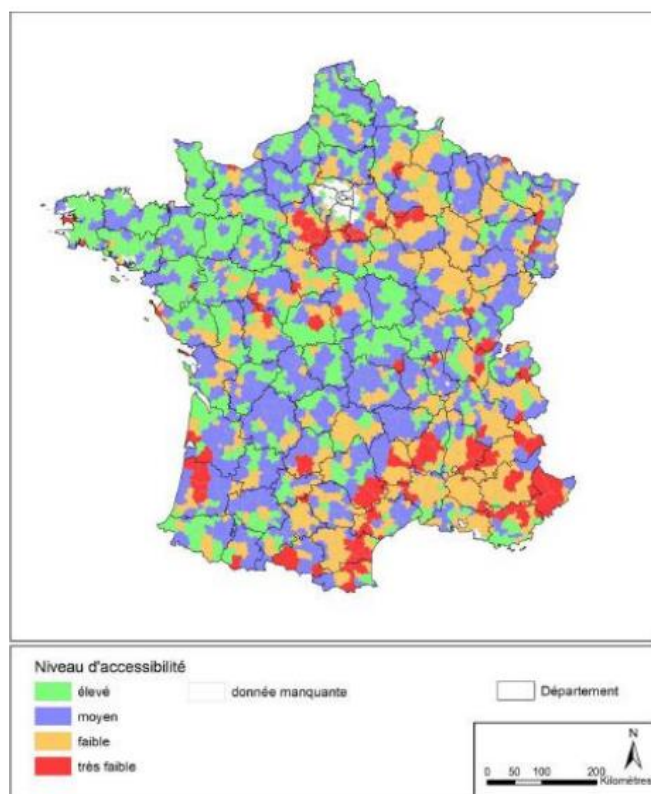 Niveau d'accessibilité
élevé
moyen
faible
très faible
donnée manquante
Département
N
0 50 100 200
Kilomètres